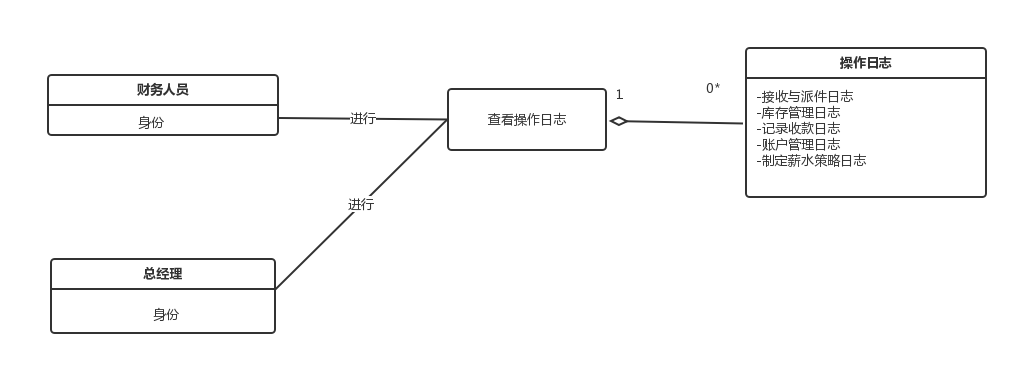 财务人员
身份
进行
查看操作日志
1
0*
操作日志
-接收与派件日志
-库存管理日志
-记录收款日志
-账户管理日志
-制定薪水策略日志
进行
总经理
身份